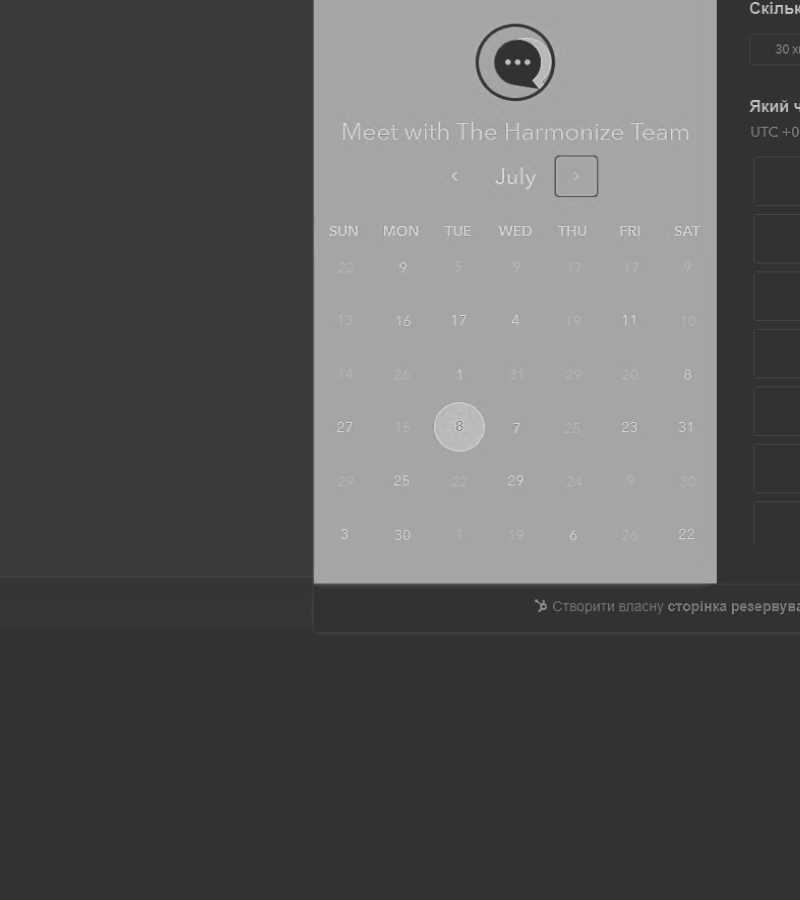 Meet with The Harmonize Team
July
SUN MON TUE WED THU FRI SAT
22 9 5 9 17 17 9
13 16 17 4 19 11 10
14 26 1 31 29 20 8
27 15 8 7 25 23 31
29 25 22 29 24 9 30
3 30 1 19 6 26 22
Створити власну сторінка
UTC +0
30
Який